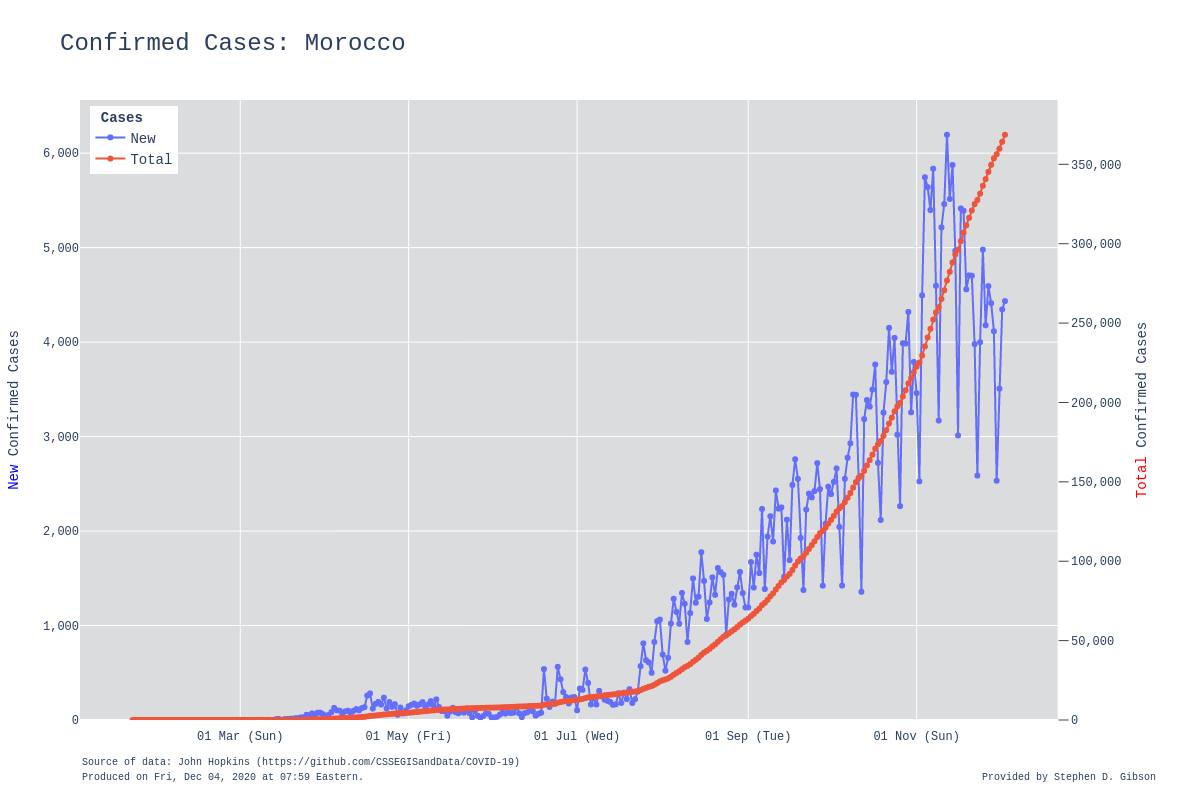 Confirmed Cases: Morocco
Cases
New
Total
6,000
5,000
4,000
3,000
2,000
1,000
0
New Confirmed Cases
350,000
300,000
250,000
200,000
150,000
100,000
50,000
0
Total Confirmed Cases
01 Mar (Sun)
01 May (Fri)
01 Jul (Wed)
01 Sep (Tue)
01 Nov (Sun)
Source of data: John Hopkins (https://github.com/CSSEGISandData/COVID-19)
Produced on Fri, Dec 04, 2020 at 07:59 Eastern.
Provided by Stephen D. Gibson